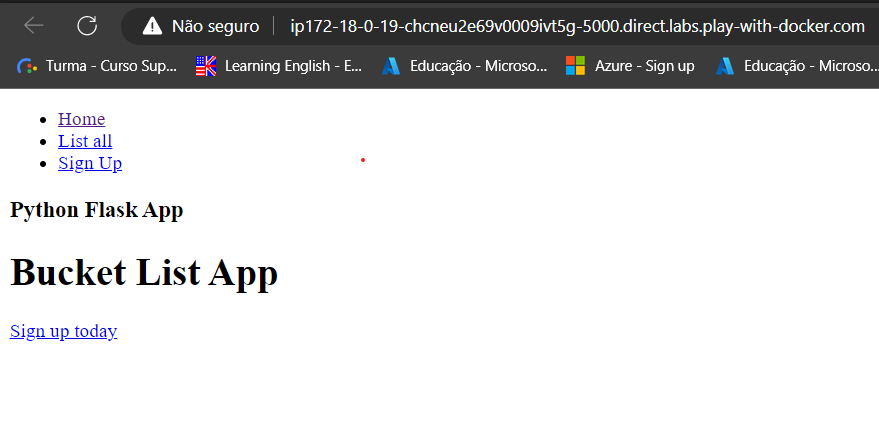 Não seguro ip172-18-0-19-chcneu2e69v0009ivt5g-5000.direct.labs.play-with-docker.com
Turma - Curso Sup... Learning English - E... Educação - Microso... Azure - Sign up Educação - Microso...
Home
List all
Sign Up
Python Flask App
Bucket List App
Sign up today